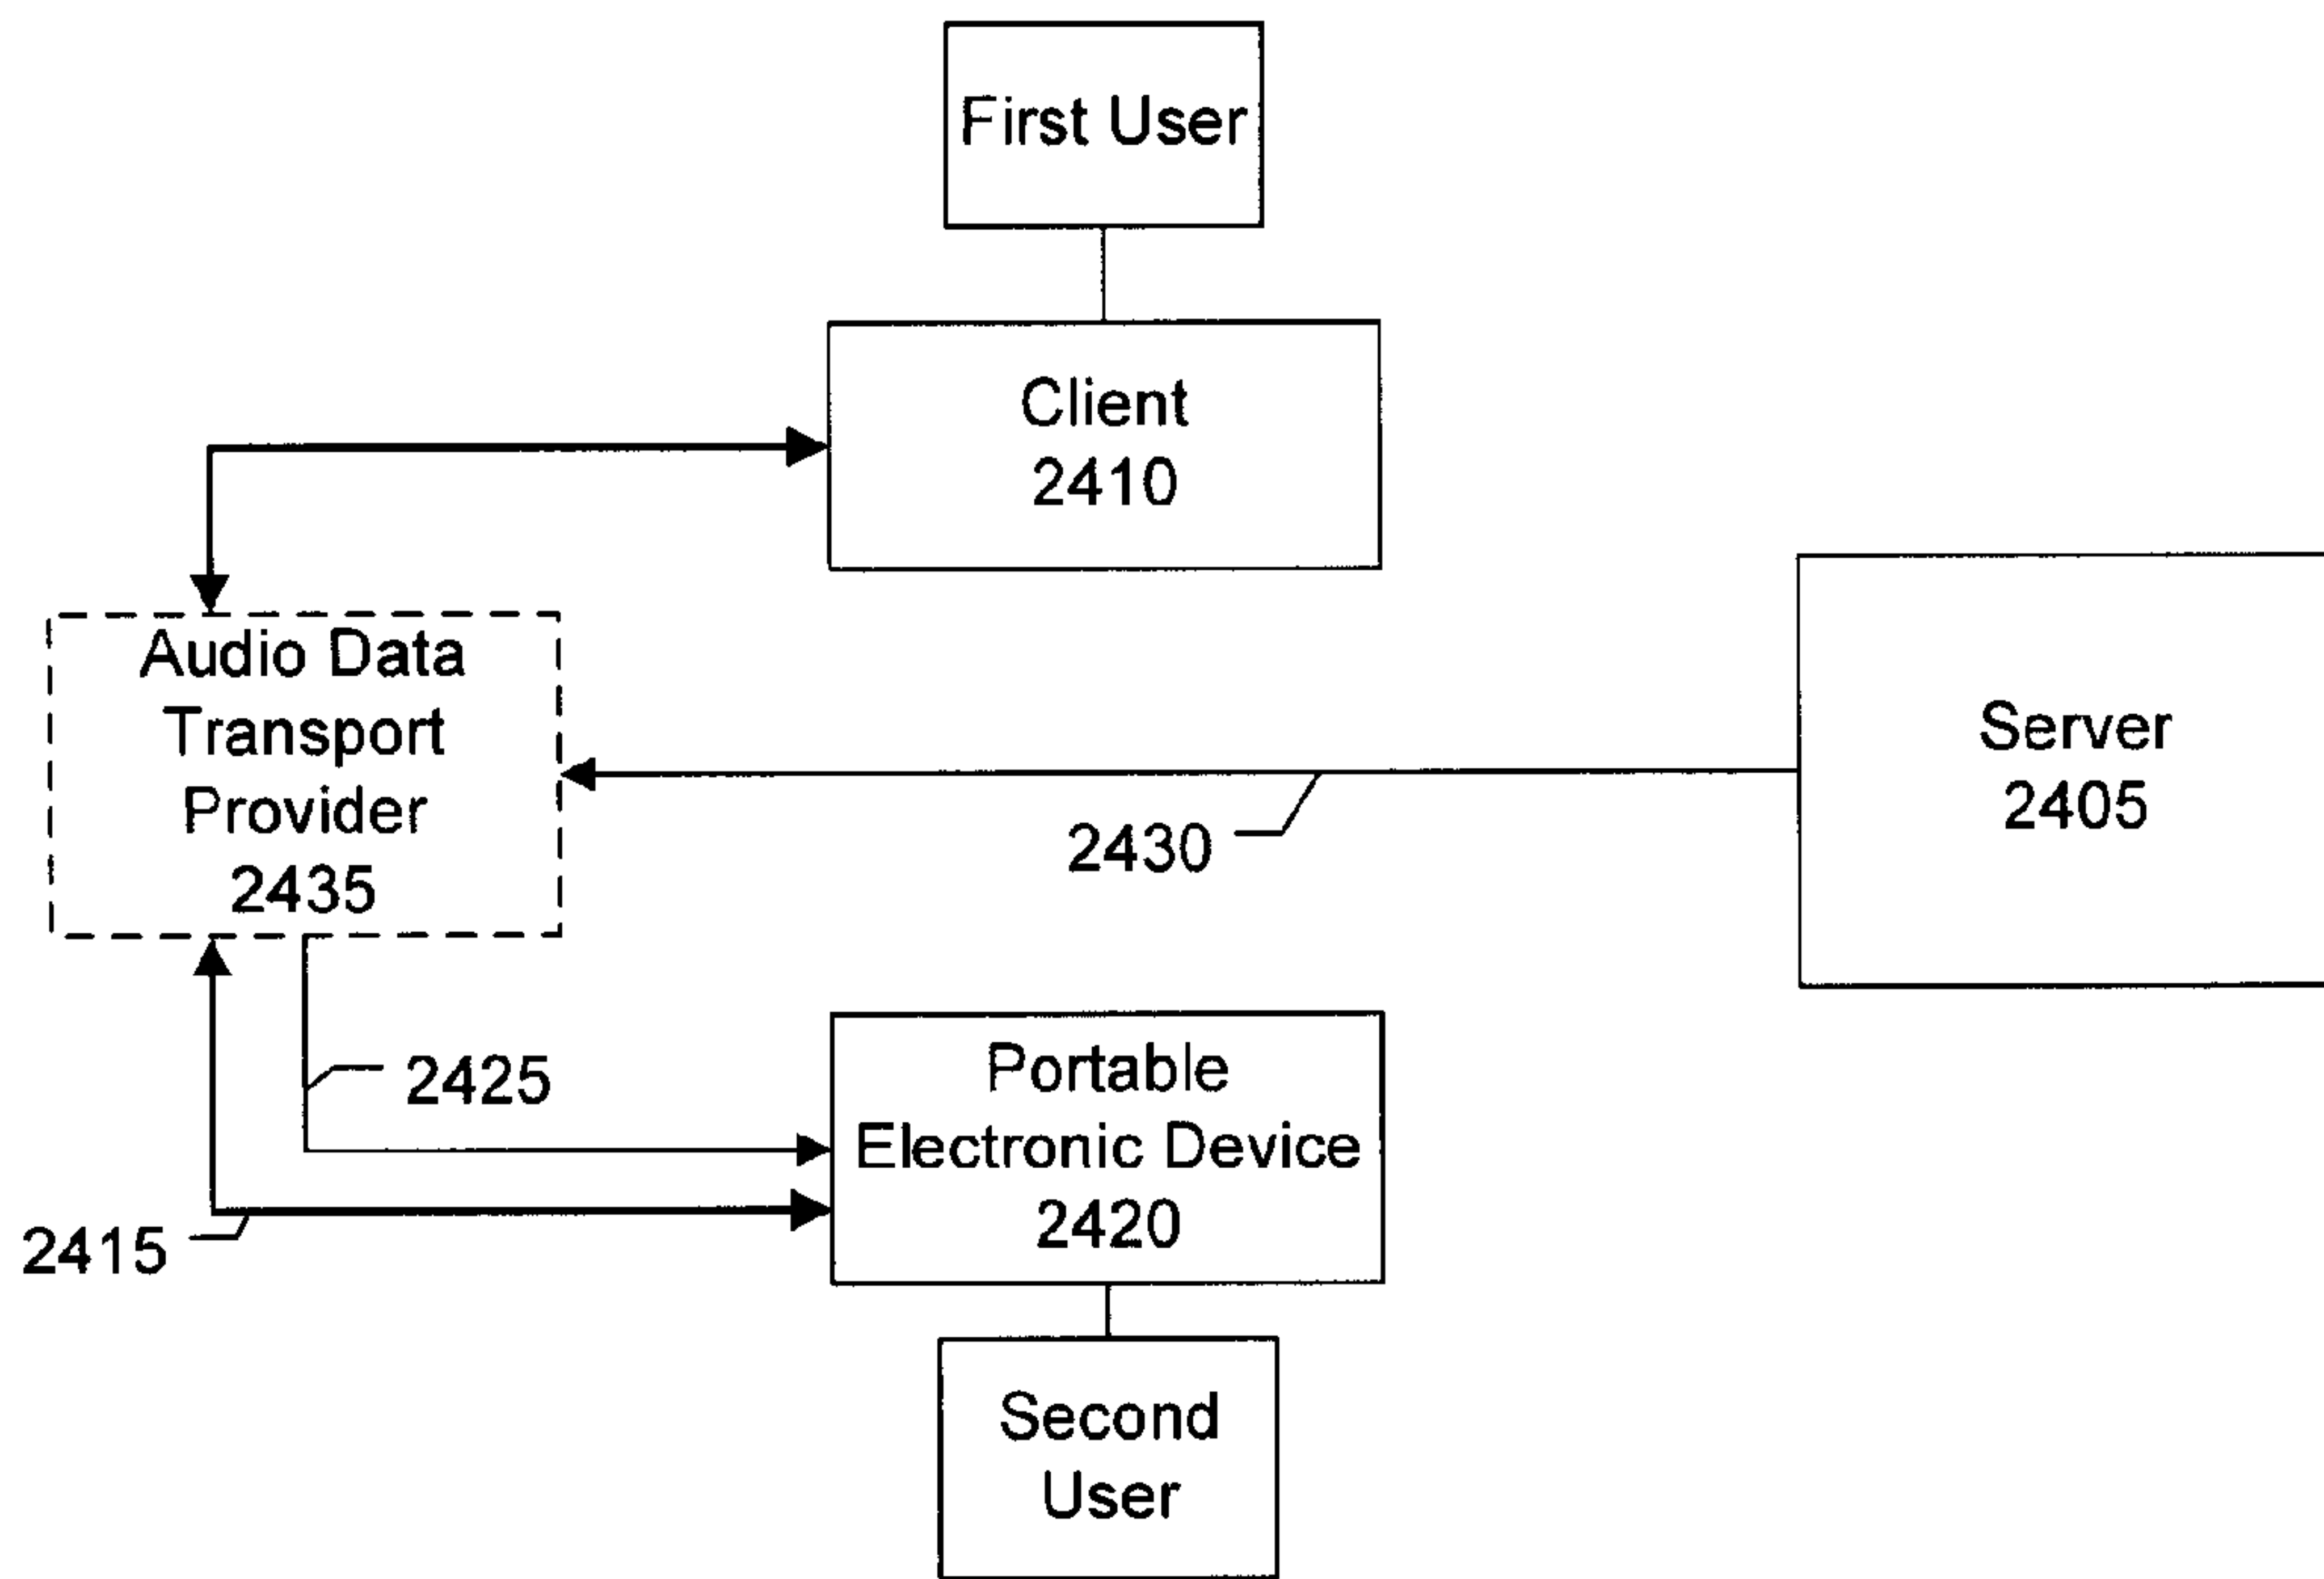 First User
Client
2410
Audio Data
Transport
Provider
2435
Server
2405
2430
2425
Portable
Electronic Device
2420
2415
Second
User